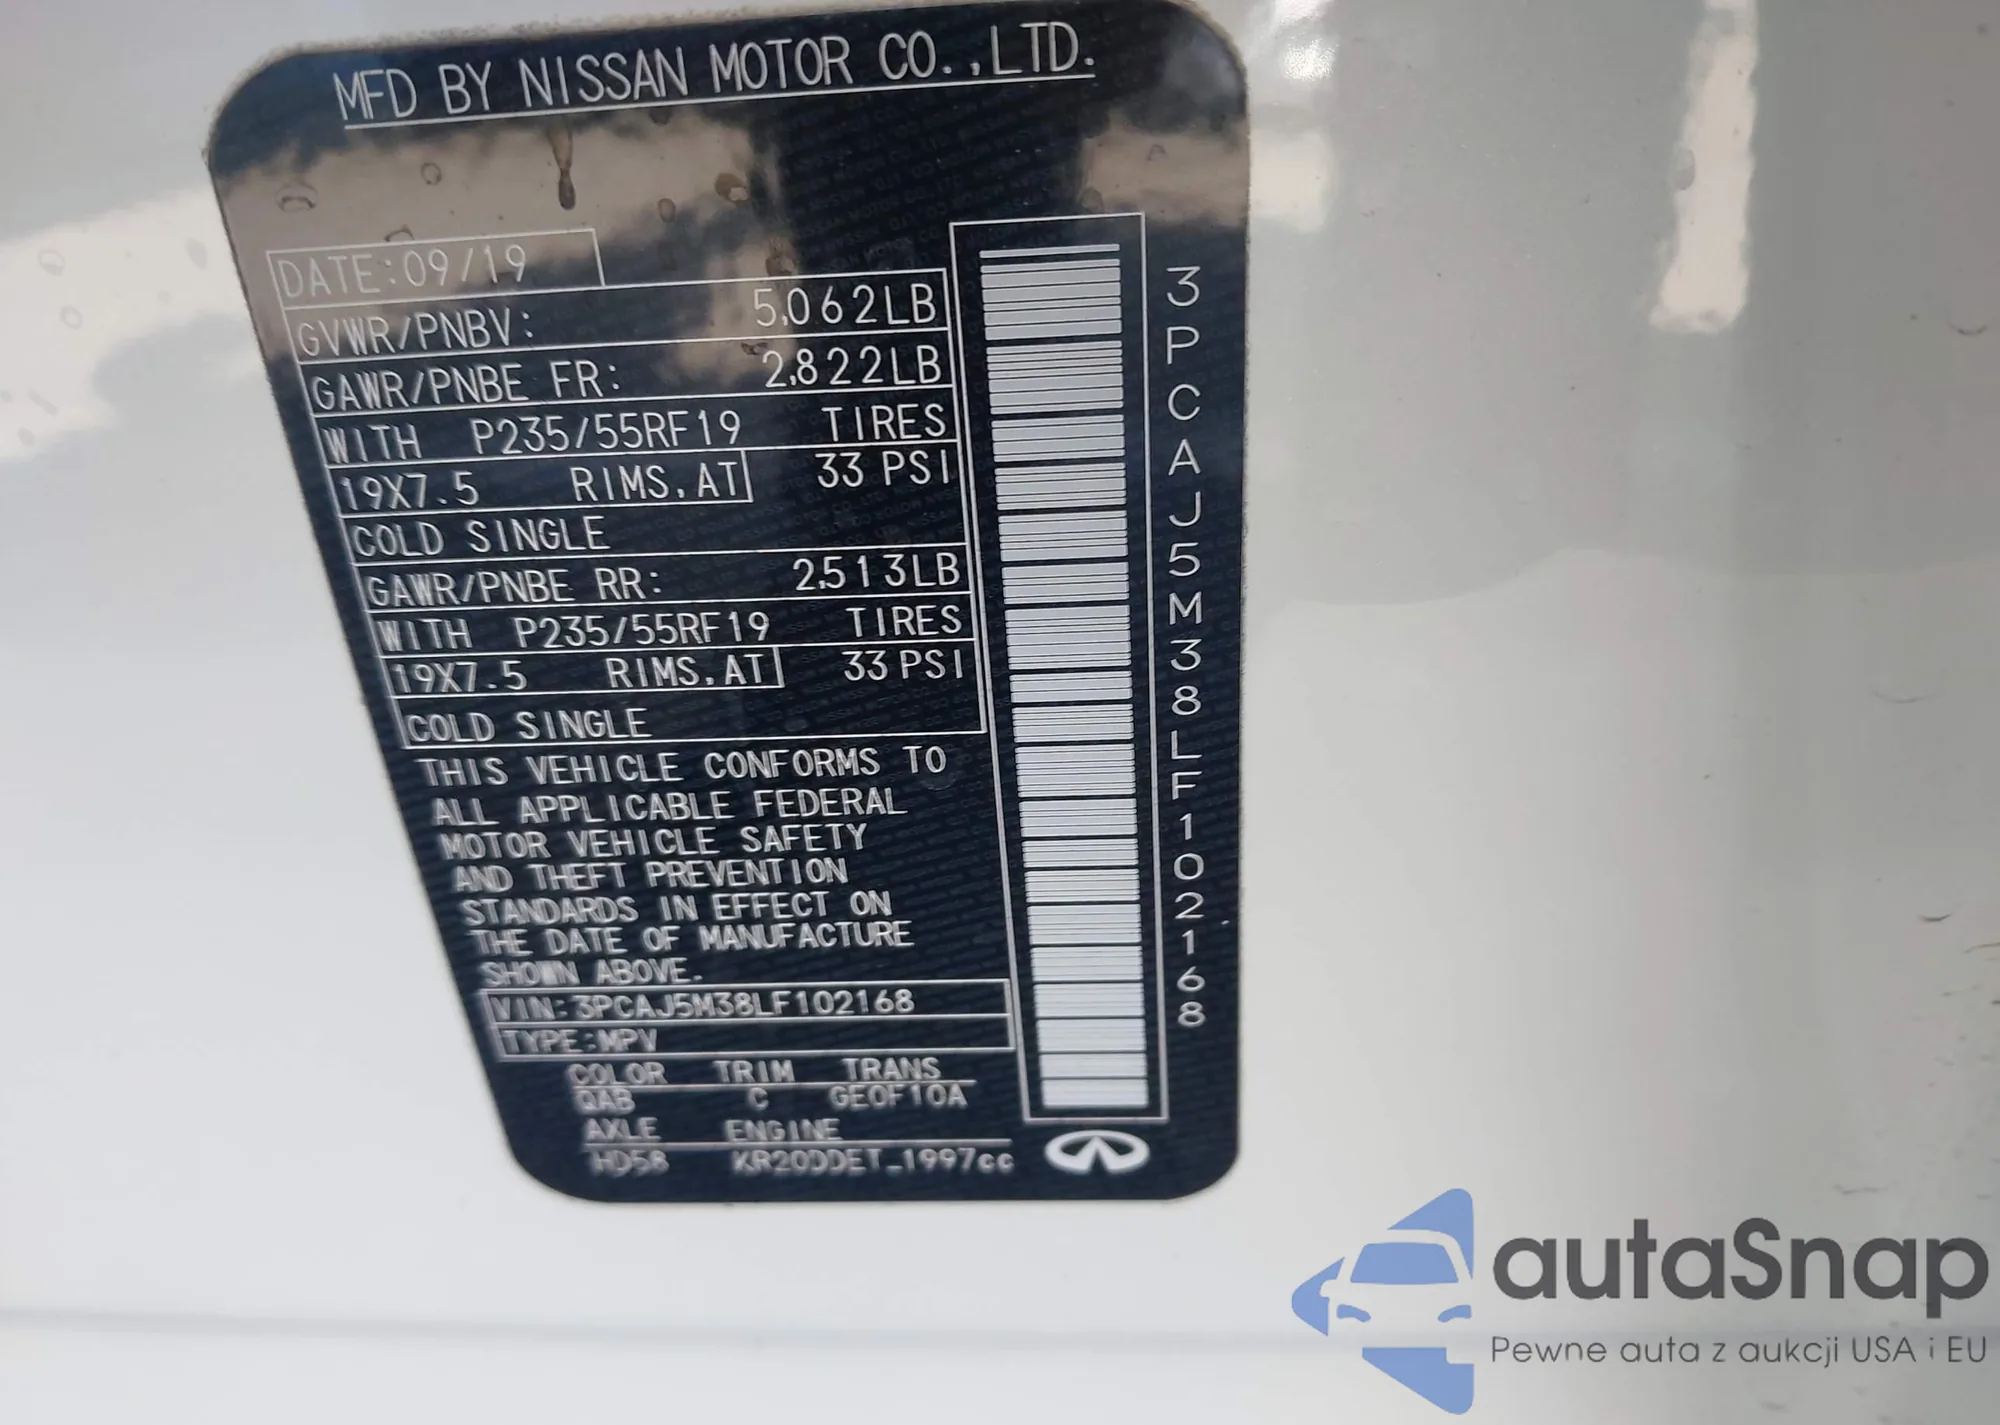 MFD BY NISSAN MOTOR CO.,LTD.
DATE:09/19
GVWR/PNBV: 5,062LB
GAWR/PNBE FR: 2,822LB
WITH P235/55RF19 TIRES
19X7.5 RIMS.AT 33 PSI
COLD SINGLE
GAWR/PNBE RR: 2,513LB
WITH P235/55RF19 TIRES
19X7.5 RIMS.AT 33 PSI
COLD SINGLE
THIS VEHICLE CONFORMS TO
ALL APPLICABLE FEDERAL
MOTOR VEHICLE SAFETY
AND THEFT PREVENTION
STANDARDS IN EFFECT ON
THE DATE OF MANUFACTURE
SHOWN ABOVE.
VIN:3PCAJ5M38LF102168
TYPE:MPV
COLOR TRIM TRANS
QAB C GE0F10A
AXLE ENGINE
HD58 KR20DDET_1997cc
3PCAJ5M38LF102168
autaSnap
Pewne auta z aukcji USA i EU